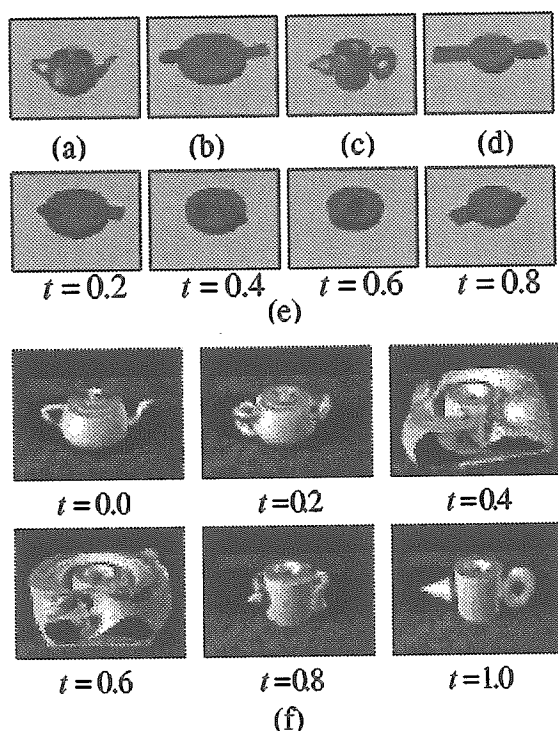 (a) (b) (c) (d)
t = 0.2 t = 0.4 t = 0.6 t = 0.8
(e)
t = 0.0 t = 0.2 t = 0.4
t = 0.6 t = 0.8 t = 1.0
(f)